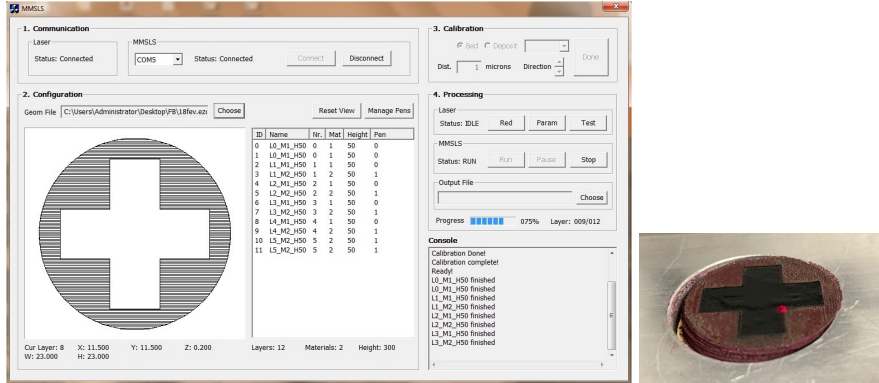 MMSLS
1. Communication
Laser
Status: Connected
MMSLS
COM5
Status: Connected
Connect
Disconnect
2. Configuration
Geom File
C:\Users\Administrator\Desktop\FB\18fev.ezi
Choose
Reset View
Manage Pens
ID Name Nr. Mat Height Pen
0 L0_M1_H50 0 1 50 0
1 L0_M1_H50 0 1 50 0
2 L1_M1_H50 1 1 50 0
3 L1_M2_H50 1 2 50 1
4 L2_M1_H50 2 1 50 0
5 L2_M2_H50 2 2 50 1
6 L3_M1_H50 3 1 50 0
7 L3_M2_H50 3 2 50 1
8 L4_M1_H50 4 1 50 0
9 L4_M2_H50 4 2 50 1
10 L5_M2_H50 5 2 50 1
11 L5_M2_H50 5 2 50 1
Cur Layer: 8 X: 11.500 Y: 11.500 Z: 0.200
W: 23.000 H: 23.000
Layers: 12 Materials: 2 Height: 300
3. Calibration
Bed Deposit
Done
Dist. 1 microns Direction
4. Processing
Laser
Status: IDLE
Red
Param
Test
MMSLS
Status: RUN
Run
Pause
Stop
Output File
Choose
Progress 075% Layer: 009/012
Console
Calibration Done!
Calibration complete!
Ready!
L0_M1_H50 finished
L0_M1_H50 finished
L1_M1_H50 finished
L1_M2_H50 finished
L2_M1_H50 finished
L2_M2_H50 finished
L3_M1_H50 finished
L3_M2_H50 finished